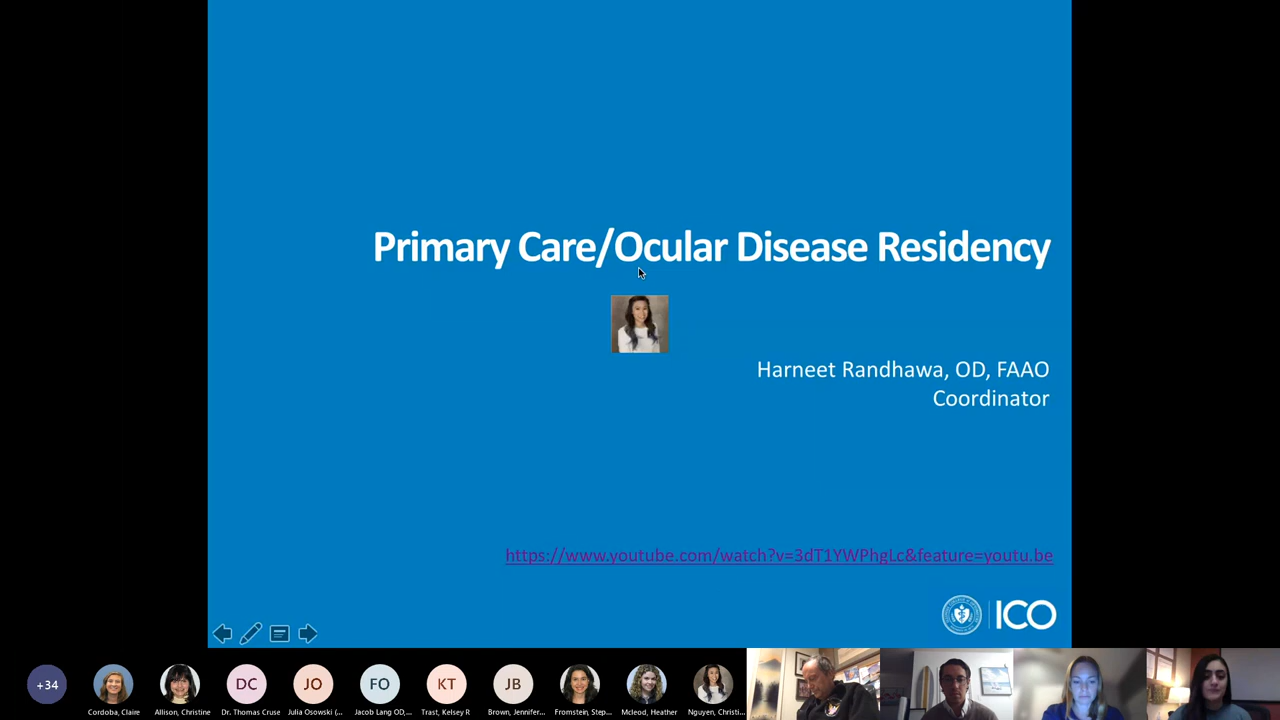 Primary Care/Ocular Disease Residency
Harneet Randhawa, OD, FAAO
Coordinator
https://www.youtube.com/watch?v=3dT1YWPhgLc&feature=youtu.be
ICO
+34
DC
JO
FO
KT
JB
Cordoba, Claire
Allison, Christine
Dr. Thomas Cruse
Julia Osowski (...
Jacob Lang OD,...
Trast, Kelsey R
Brown, Jennifer...
Fromstein, Step...
Mcleod, Heather
Nguyen, Christi...